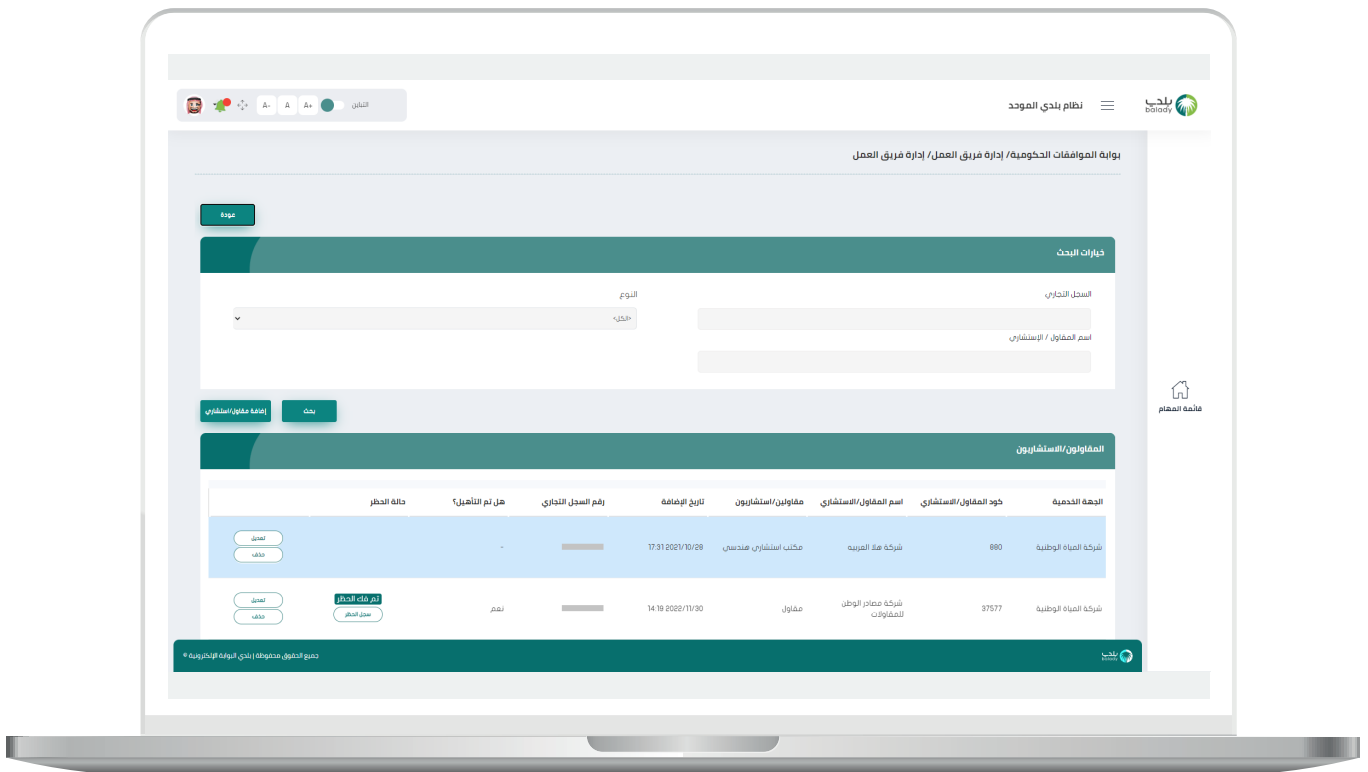 بلدي
balady
نظام بلدي الموحد
التباين
A+
A
A-
بوابة الموافقات الحكومية/ إدارة فريق العمل/ إدارة فريق العمل
عودة
خيارات البحث
السجل التجاري
النوع
<الكل>
اسم المقاول / الإستشاري
بحث
إضافة مقاول/استشاري
قائمة المهام
المقاولون/الاستشاريون
الجهة الخدمية كود المقاول/الاستشاري اسم المقاول/الاستشاري مقاولين/استشاريون تاريخ الإضافة رقم السجل التجاري هل تم التأهيل؟ حالة الحظر
شركة المياة الوطنية 880 شركة هلا العربيه مكتب استشاري هندسي 2021/10/28 17:31 - تعديل
حذف
شركة المياة الوطنية 37577 شركة مصادر الوطن للمقاولات مقاول 2022/11/30 14:19 نعم تم فك الحظر تعديل
سجل الحظر حذف
بلدي
balady
جميع الحقوق محفوظة | بلدي البوابة الإلكترونية ©